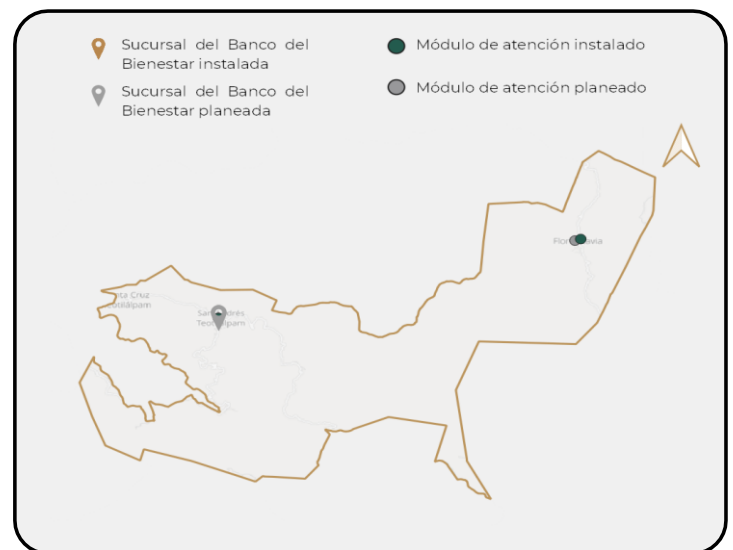 Sucursal del Banco del
Bienestar instalada
Sucursal del Banco del
Bienestar planeada
Módulo de atención instalado
Módulo de atención planeado